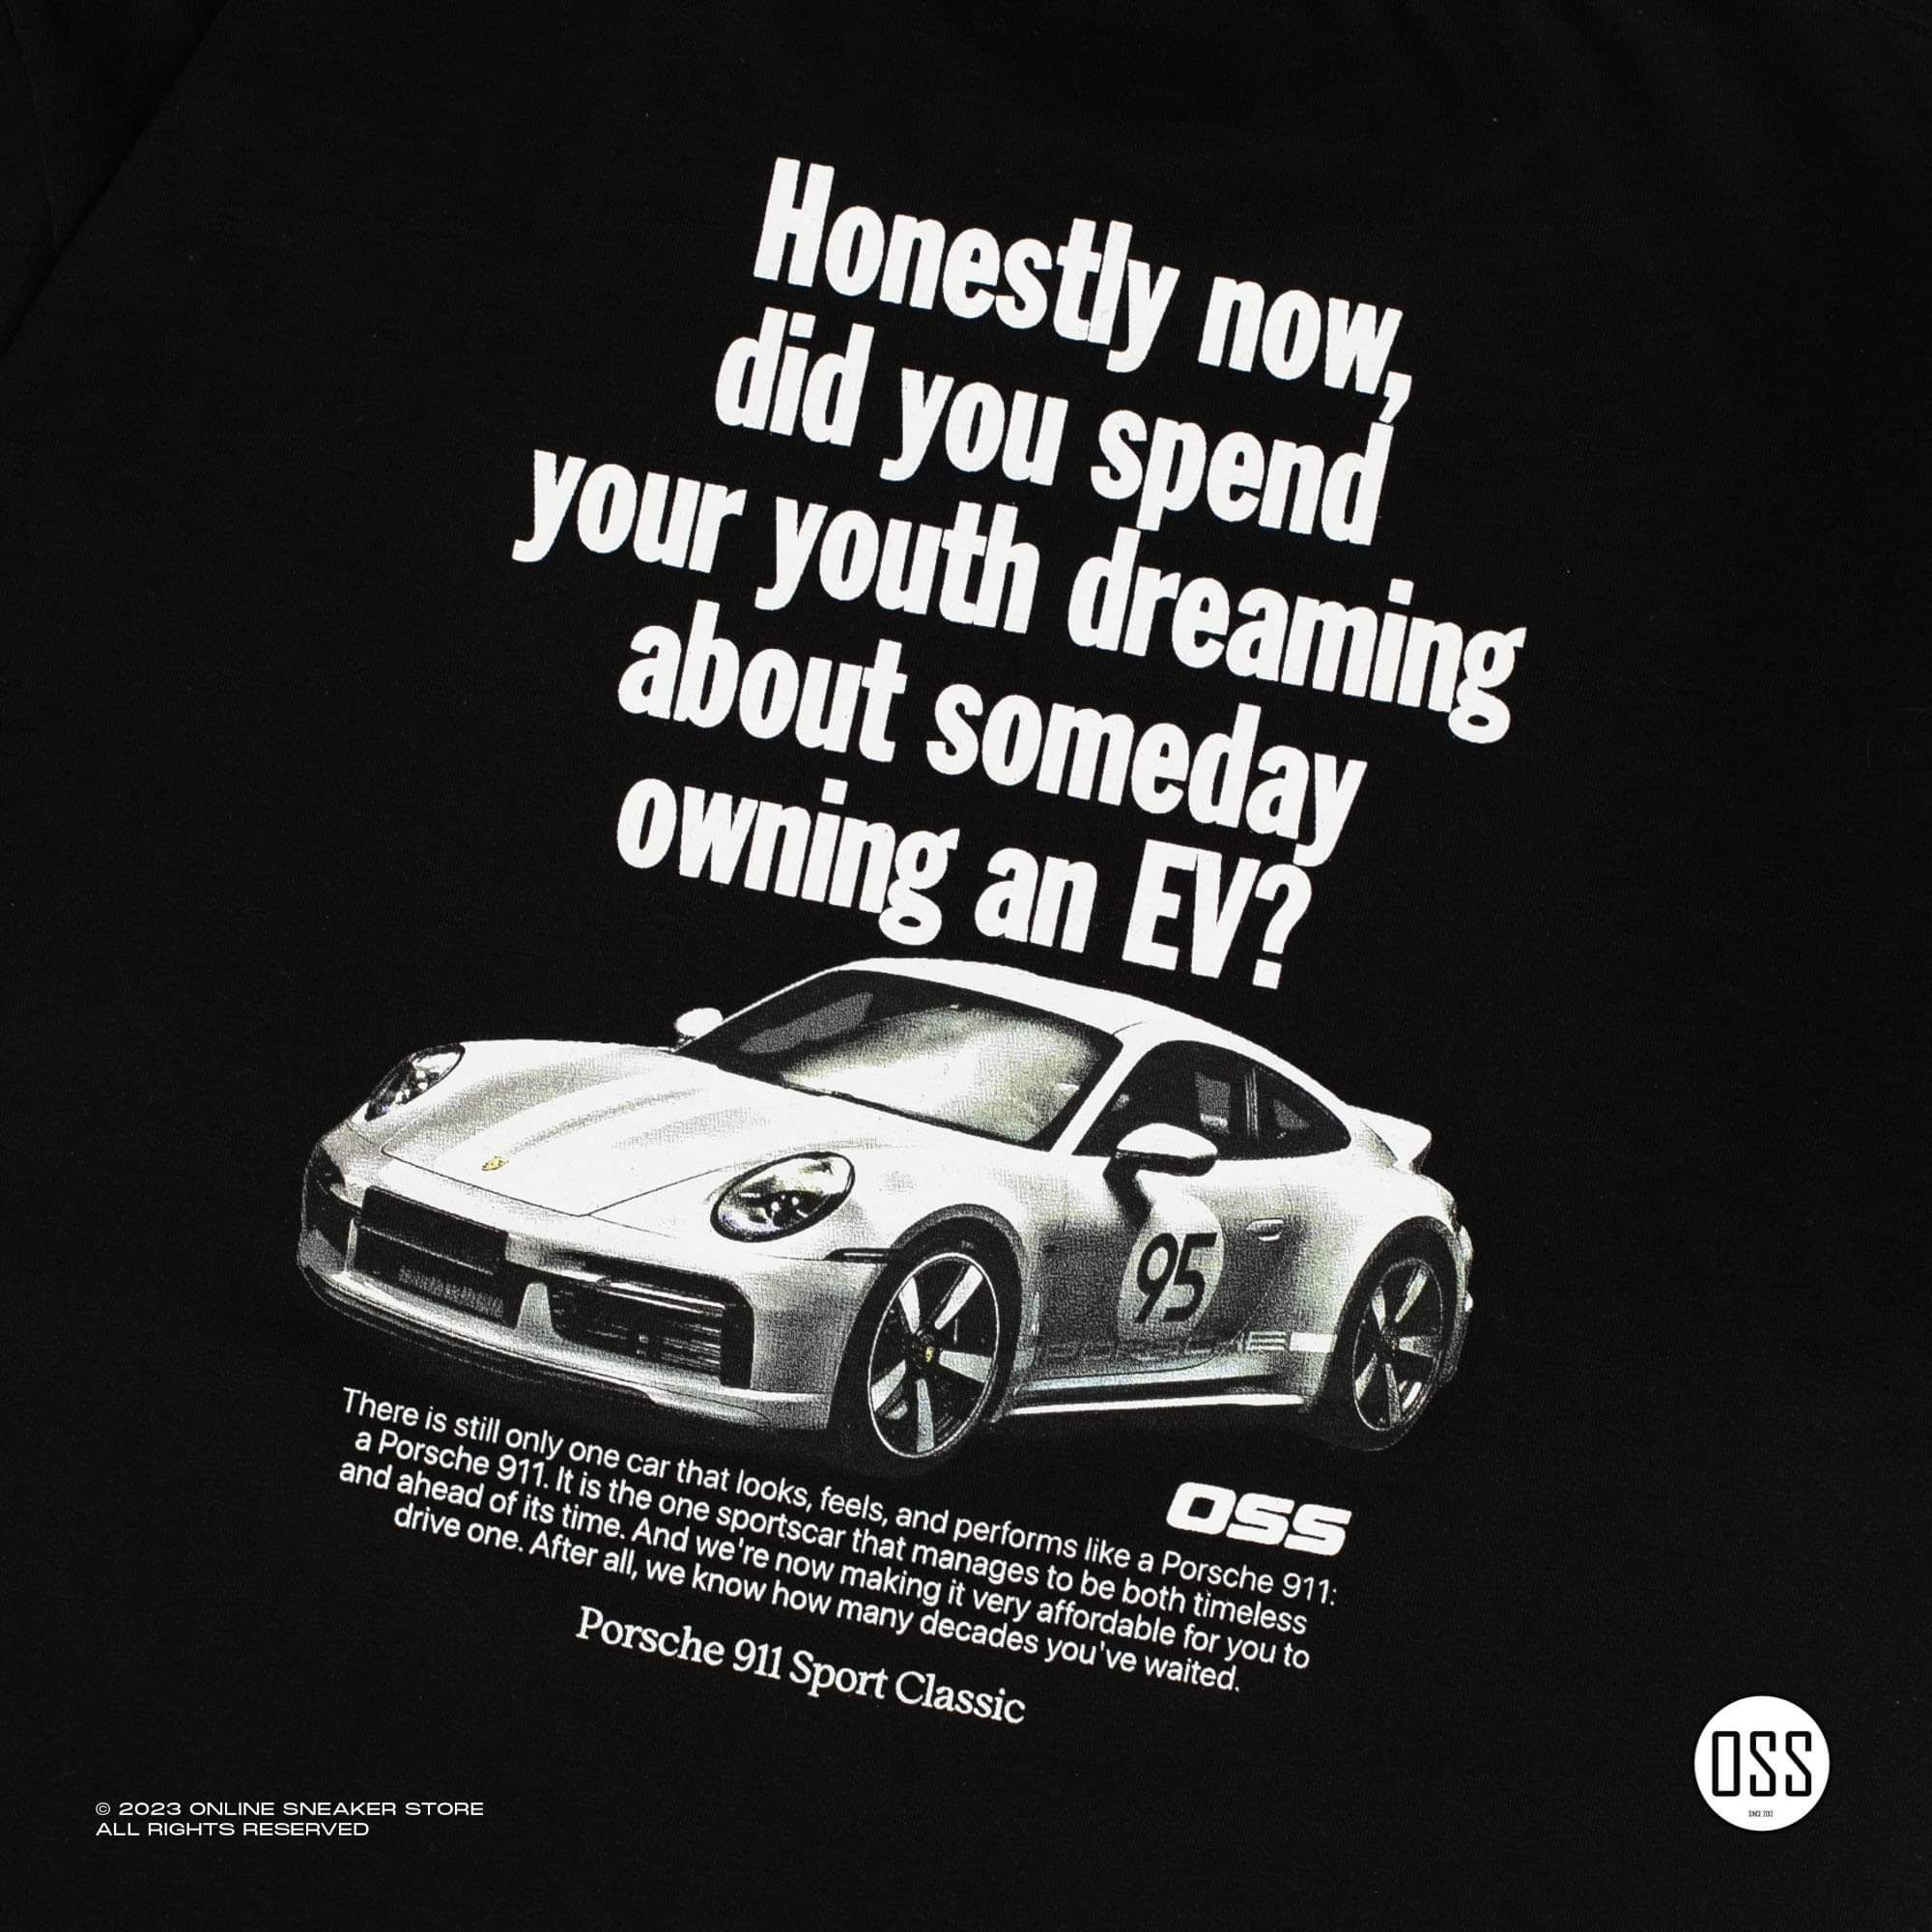 Honestly now,
did you spend
your youth dreaming
about someday
owning an EV?
95
PORSCHE
OSS
There is still only one car that looks, feels, and performs like a Porsche 911:
a Porsche 911. It is the one sportscar that manages to be both timeless
and ahead of its time. And we're now making it very affordable for you to
drive one. After all, we know how many decades you've waited.
Porsche 911 Sport Classic
OSS
SINCE 2012
© 2023 ONLINE SNEAKER STORE
ALL RIGHTS RESERVED